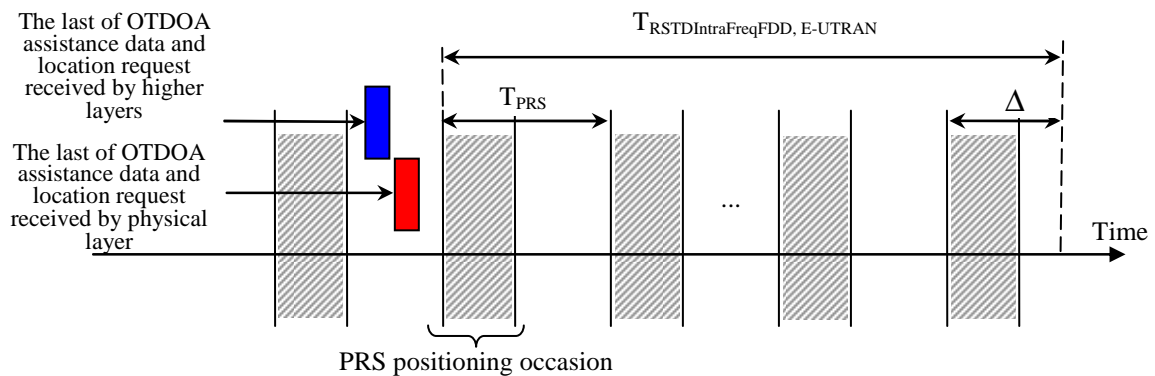 The last of OTDOA
assistance data and
location request
received by higher
layers
The last of OTDOA
assistance data and
location request
received by physical
layer
T_RSTDIntraFreqFDD, E-UTRAN
T_PRS
Δ
...
Time
PRS positioning occasion